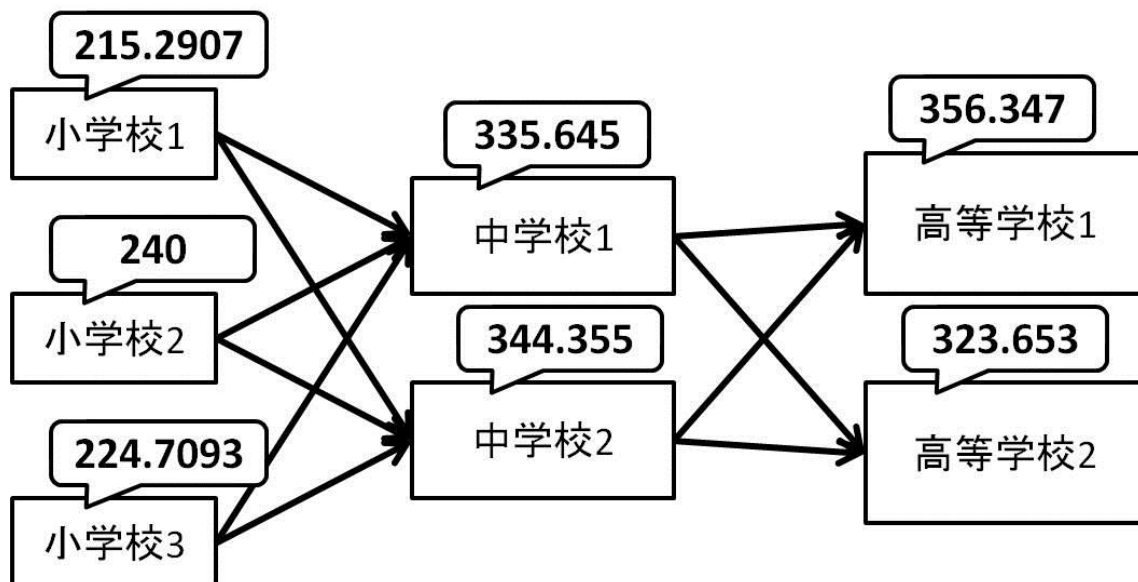 215.2907
小学校1
240
小学校2
224.7093
小学校3
335.645
中学校1
344.355
中学校2
356.347
高等学校1
323.653
高等学校2